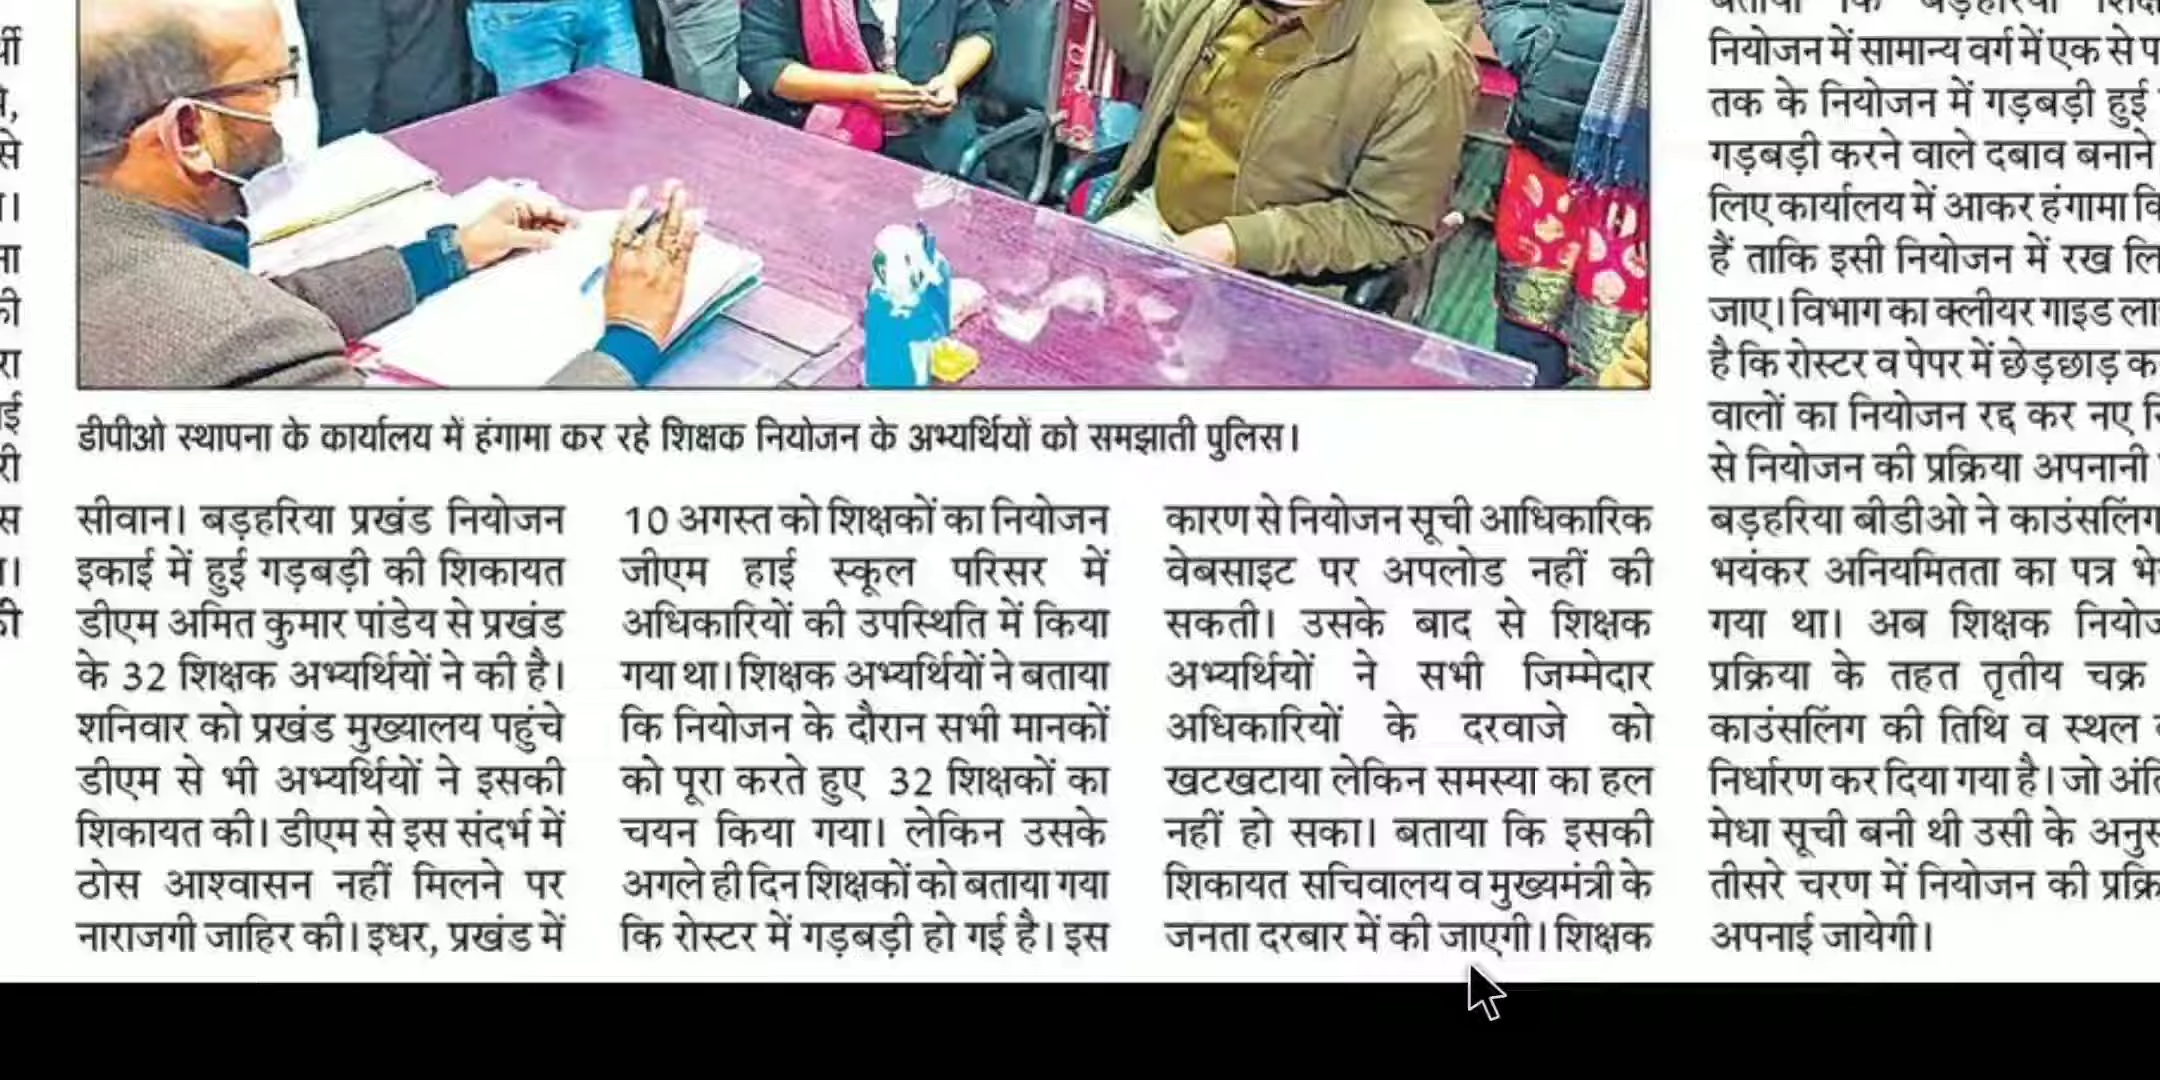 डीपीओ स्थापना के कार्यालय में हंगामा कर रहे शिक्षक नियोजन के अभ्यर्थियों को समझाती पुलिस।
सीवान। बड़हरिया प्रखंड नियोजन
इकाई में हुई गड़बड़ी की शिकायत
डीएम अमित कुमार पांडेय से प्रखंड
के 32 शिक्षक अभ्यर्थियों ने की है।
शनिवार को प्रखंड मुख्यालय पहुंचे
डीएम से भी अभ्यर्थियों ने इसकी
शिकायत की। डीएम से इस संदर्भ में
ठोस आश्वासन नहीं मिलने पर
नाराजगी जाहिर की। इधर, प्रखंड में
10 अगस्त को शिक्षकों का नियोजन
जीएम हाई स्कूल परिसर में
अधिकारियों की उपस्थिति में किया
गया था। शिक्षक अभ्यर्थियों ने बताया
कि नियोजन के दौरान सभी मानकों
को पूरा करते हुए 32 शिक्षकों का
चयन किया गया। लेकिन उसके
अगले ही दिन शिक्षकों को बताया गया
कि रोस्टर में गड़बड़ी हो गई है। इस
कारण से नियोजन सूची आधिकारिक
वेबसाइट पर अपलोड नहीं की
सकती। उसके बाद से शिक्षक
अभ्यर्थियों ने सभी जिम्मेदार
अधिकारियों के दरवाजे को
खटखटाया लेकिन समस्या का हल
नहीं हो सका। बताया कि इसकी
शिकायत सचिवालय व मुख्यमंत्री के
जनता दरबार में की जाएगी। शिक्षक
नियोजन में सामान्य वर्ग में एक से
तक के नियोजन में गड़बड़ी हुई
गड़बड़ी करने वाले दबाव बनाने
लिए कार्यालय में आकर हंगामा
हैं ताकि इसी नियोजन में रख
जाए। विभाग का क्लीयर गाइड
है कि रोस्टर व पेपर में छेड़छाड़
वालों का नियोजन रद्द कर नए
से नियोजन की प्रक्रिया अपनानी
बड़हरिया बीडीओ ने काउंसलिंग
भयंकर अनियमितता का पत्र
गया था। अब शिक्षक
प्रक्रिया के तहत तृतीय चक्र
काउंसलिंग की तिथि व स्थल
निर्धारण कर दिया गया है। जो
मेधा सूची बनी थी उसी के
तीसरे चरण में नियोजन की
अपनाई जायेगी।